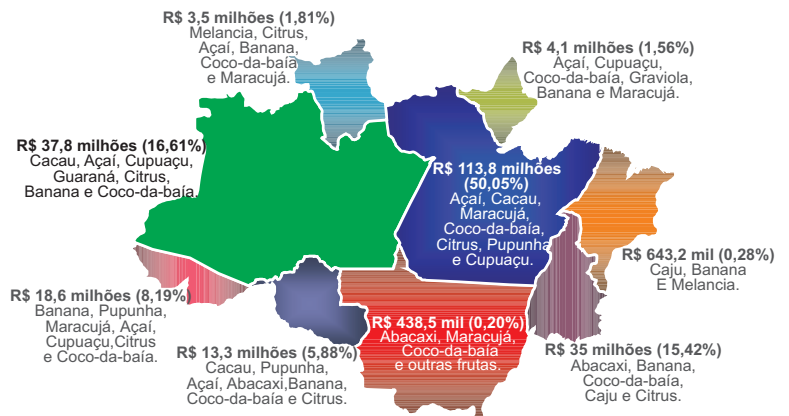 R$ 3,5 milhões (1,81%)
Melancia, Citrus,
Açaí, Banana,
Coco-da-baía
e Maracujá.
R$ 4,1 milhões (1,56%)
Açaí, Cupuaçu,
Coco-da-baía, Graviola,
Banana e Maracujá.
R$ 37,8 milhões (16,61%)
Cacau, Açaí, Cupuaçu,
Guaraná, Citrus,
Banana e Coco-da-baía.
R$ 113,8 milhões
(50,05%)
Açaí, Cacau,
Maracujá,
Coco-da-baía,
Citrus, Pupunha
e Cupuaçu.
R$ 643,2 mil (0,28%)
Caju, Banana
E Melancia.
R$ 18,6 milhões (8,19%)
Banana, Pupunha,
Maracujá, Açaí,
Cupuaçu,Citrus
e Coco-da-baía.
R$ 13,3 milhões (5,88%)
Cacau, Pupunha,
Açaí, Abacaxi,Banana,
Coco-da-baía e Citrus.
R$ 438,5 mil (0,20%)
Abacaxi, Maracujá,
Coco-da-baía
e outras frutas.
R$ 35 milhões (15,42%)
Abacaxi, Banana,
Coco-da-baía,
Caju e Citrus.